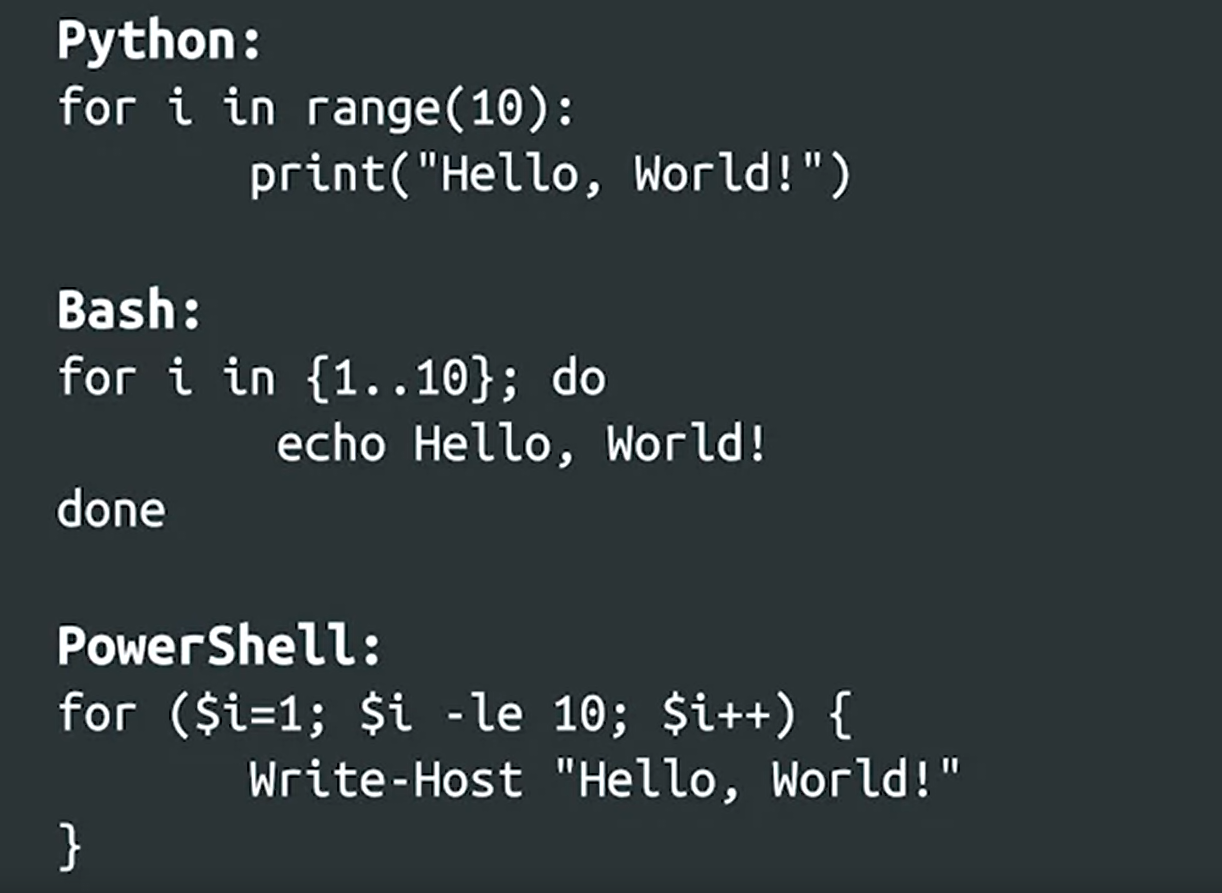 Python:
for i in range(10):
        print("Hello, World!")
Bash:
for i in {1..10}; do
        echo Hello, World!
done
PowerShell:
for ($i=1; $i -le 10; $i++) {
        Write-Host "Hello, World!"
}